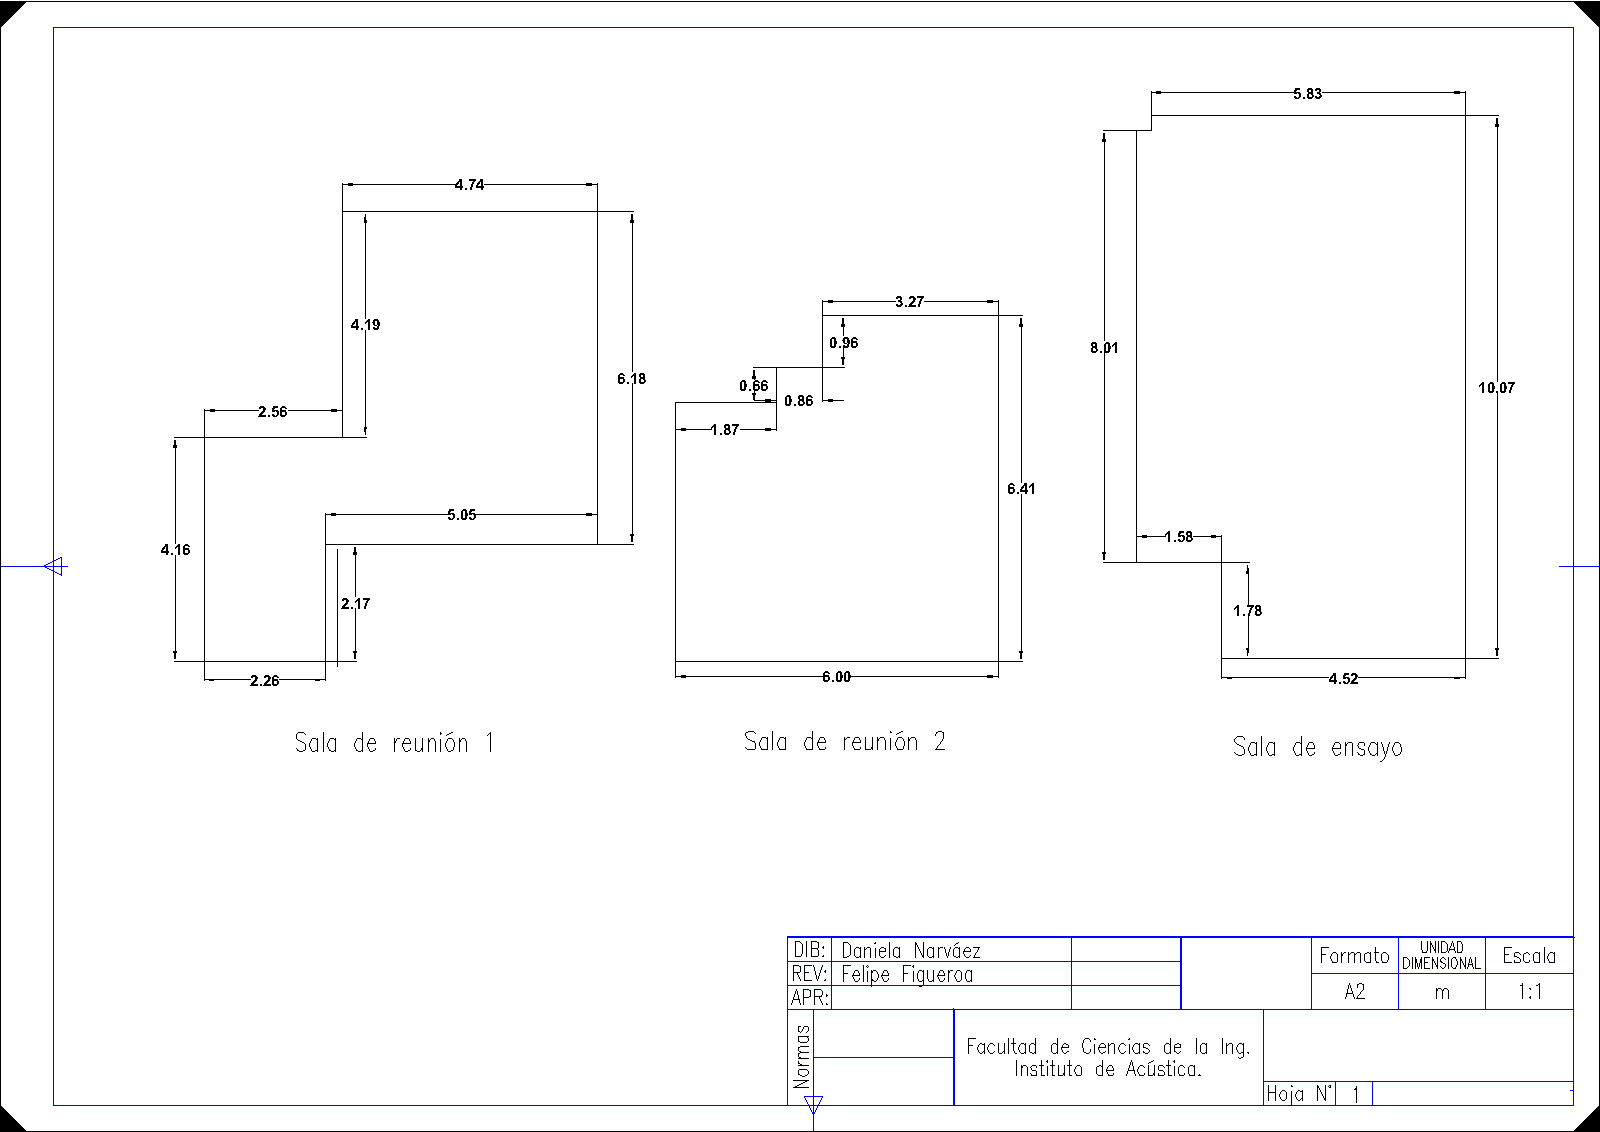 5.83
4.74
4.19
6.18
2.56
5.05
4.16
2.17
2.26
3.27
0.96
0.66
0.86
1.87
6.41
6.00
8.01
10.07
1.58
1.78
4.52
Sala de reunión 1
Sala de reunión 2
Sala de ensayo
DIB: Daniela Narváez
REV: Felipe Figueroa
APR:
Formato
UNIDAD
DIMENSIONAL
Escala
A2
m
1:1
Normas
Facultad de Ciencias de la Ing.
Instituto de Acústica.
Hoja N° 1